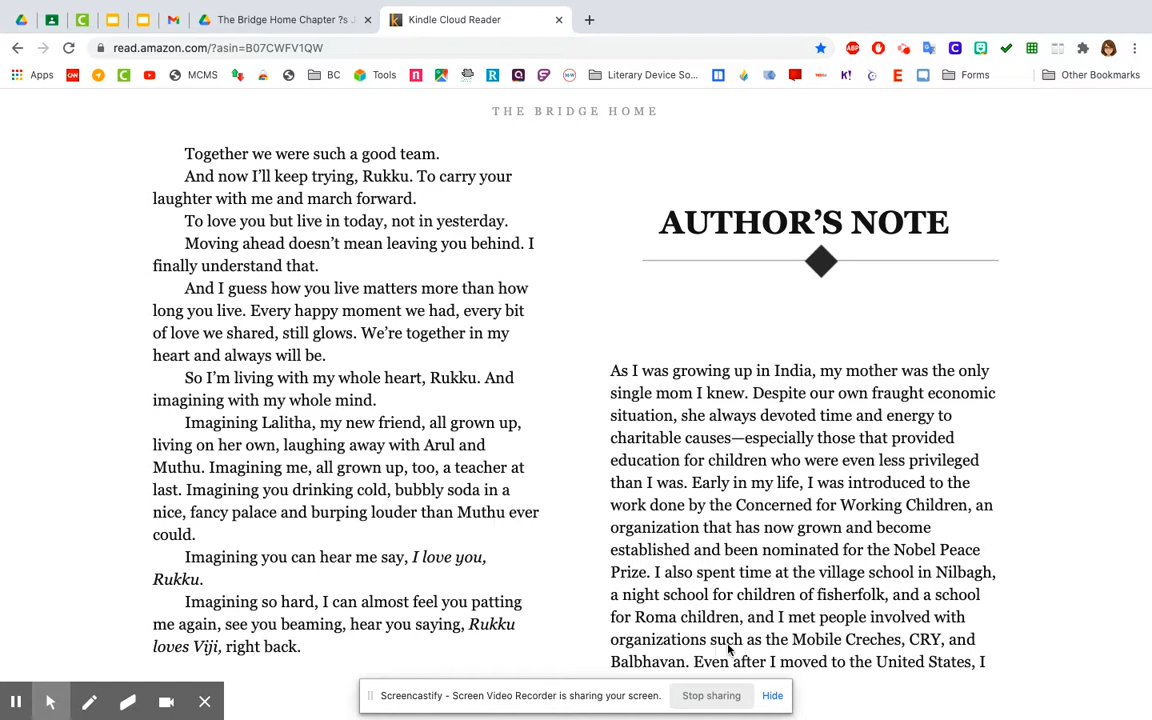 The Bridge Home Chapter ?s
Kindle Cloud Reader
read.amazon.com/?asin=B07CWFV1QW
Apps
MCMS
BC
Tools
Literary Device So...
Forms
Other Bookmarks
THE BRIDGE HOME
Together we were such a good team.
And now I’ll keep trying, Rukku. To carry your
laughter with me and march forward.
To love you but live in today, not in yesterday.
Moving ahead doesn’t mean leaving you behind. I
finally understand that.
And I guess how you live matters more than how
long you live. Every happy moment we had, every bit
of love we shared, still glows. We’re together in my
heart and always will be.
So I’m living with my whole heart, Rukku. And
imagining with my whole mind.
Imagining Lalitha, my new friend, all grown up,
living on her own, laughing away with Arul and
Muthu. Imagining me, all grown up, too, a teacher at
last. Imagining you drinking cold, bubbly soda in a
nice, fancy palace and burping louder than Muthu ever
could.
Imagining you can hear me say, I love you,
Rukku.
Imagining so hard, I can almost feel you patting
me again, see you beaming, hear you saying, Rukku
loves Viji, right back.
AUTHOR’S NOTE
As I was growing up in India, my mother was the only
single mom I knew. Despite our own fraught economic
situation, she always devoted time and energy to
charitable causes—especially those that provided
education for children who were even less privileged
than I was. Early in my life, I was introduced to the
work done by the Concerned for Working Children, an
organization that has now grown and become
established and been nominated for the Nobel Peace
Prize. I also spent time at the village school in Nilbagh,
a night school for children of fisherfolk, and a school
for Roma children, and I met people involved with
organizations such as the Mobile Creches, CRY, and
Balbhavan. Even after I moved to the United States, I
Screencastify - Screen Video Recorder is sharing your screen.
Stop sharing
Hide